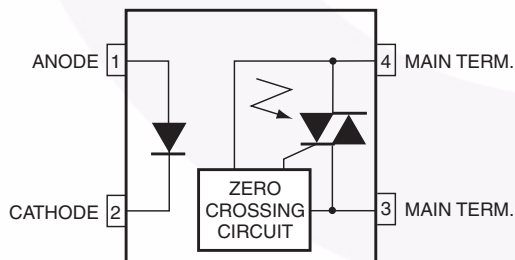 ANODE 1
4 MAIN TERM.
CATHODE 2
3 MAIN TERM.
ZERO
CROSSING
CIRCUIT